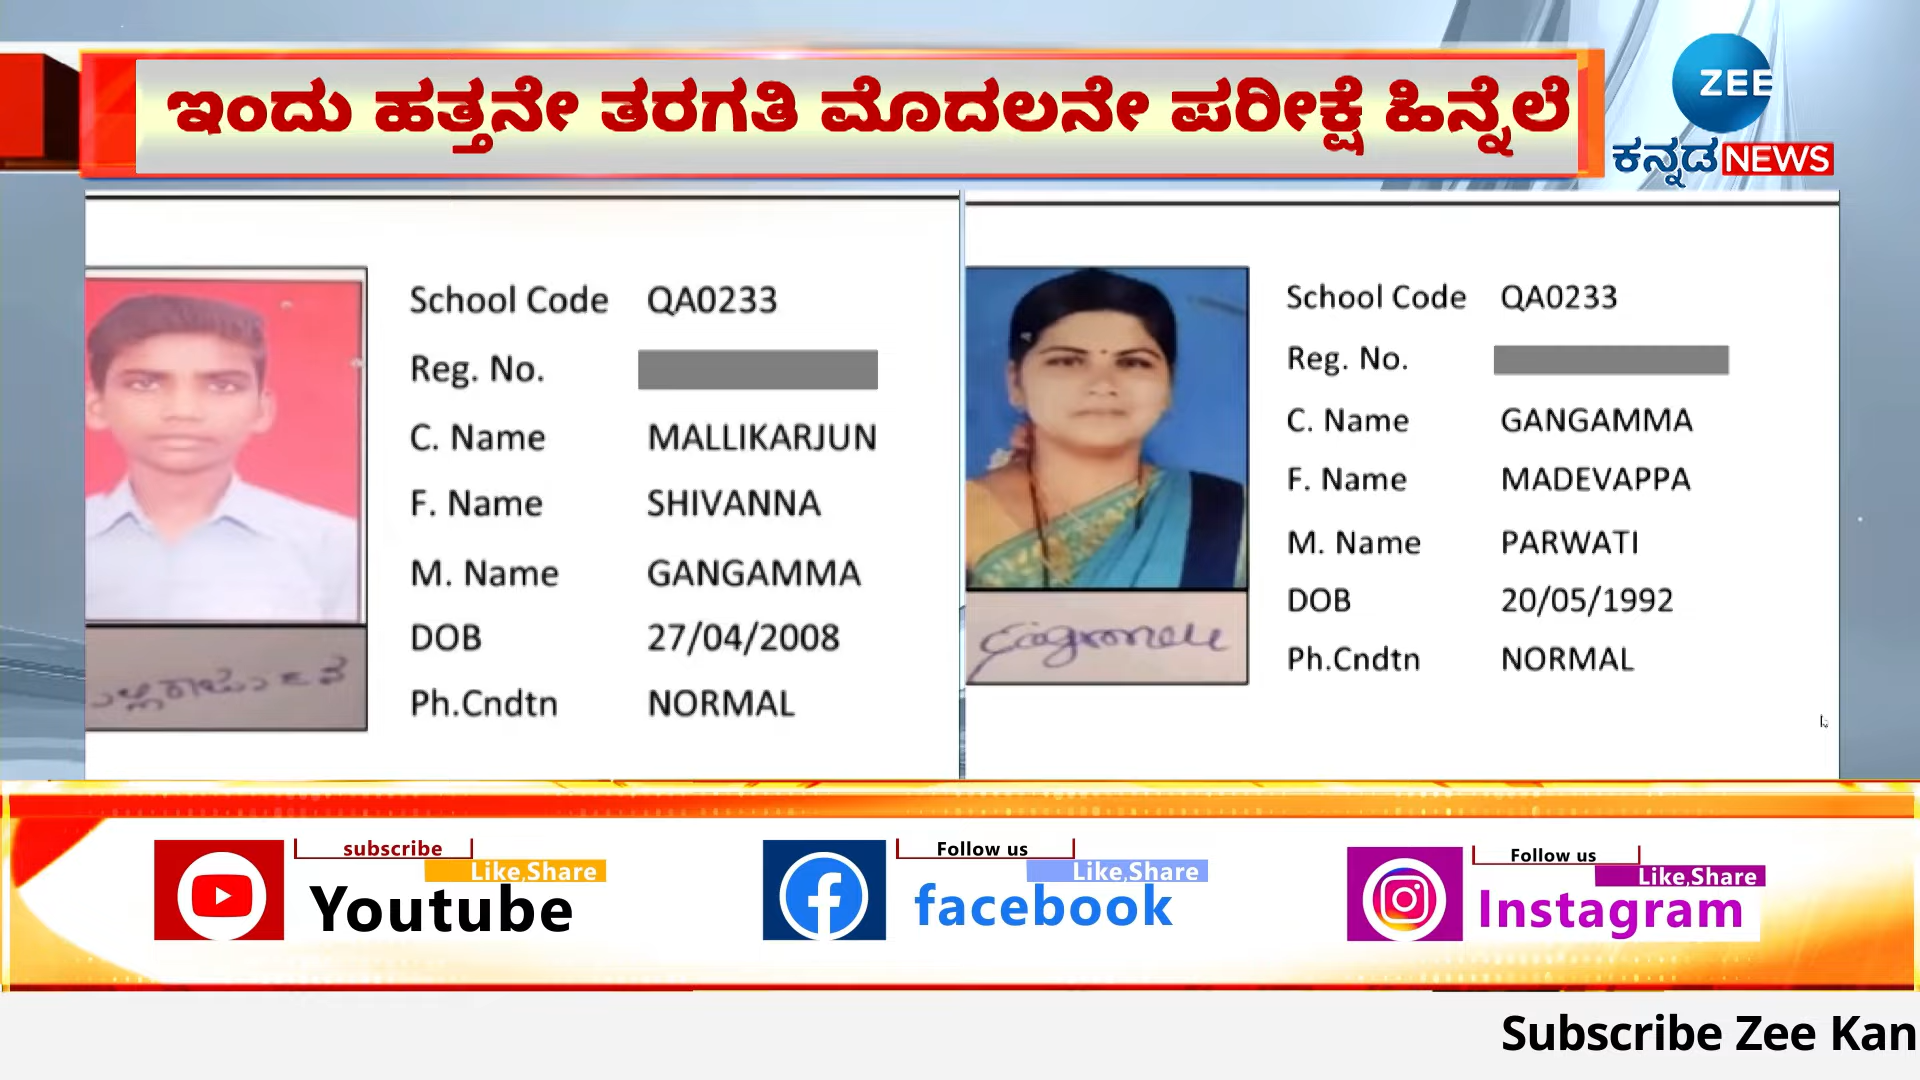 ಇಂದು ಹತ್ತನೇ ತರಗತಿ ಮೊದಲನೇ ಪರೀಕ್ಷೆ ಹಿನ್ನೆಲೆ
ZEE
ಕನ್ನಡ NEWS
School Code QA0233
Reg. No.
C. Name MALLIKARJUN
F. Name SHIVANNA
M. Name GANGAMMA
DOB 27/04/2008
Ph.Cndtn NORMAL
School Code QA0233
Reg. No.
C. Name GANGAMMA
F. Name MADEVAPPA
M. Name PARWATI
DOB 20/05/1992
Ph.Cndtn NORMAL
subscribe
Like,Share
Youtube
Follow us
Like,Share
facebook
Follow us
Like,Share
Instagram
Subscribe Zee Kan